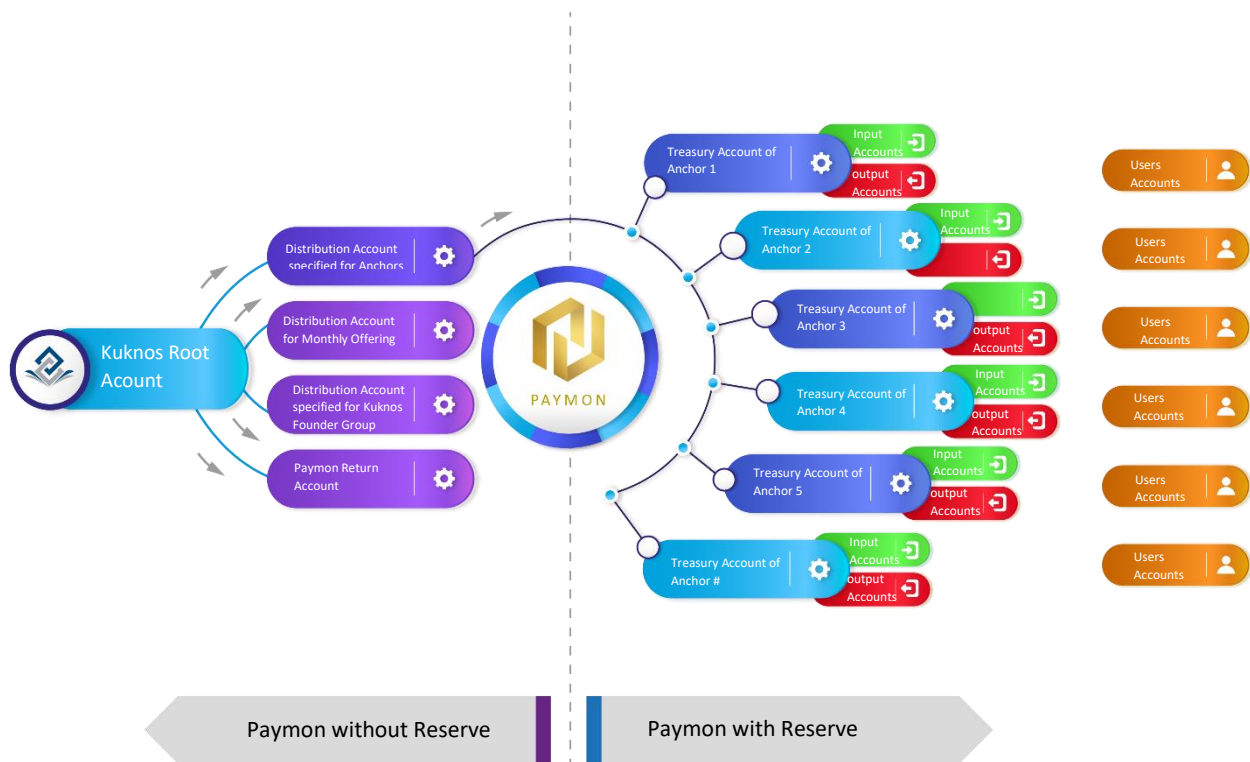 Kuknos Root
Acount
Distribution Account
specified for Anchors
Distribution Account
for Monthly Offering
Distribution Account
specified for Kuknos
Founder Group
Paymon Return
Account
PAYMON
Treasury Account of
Anchor 1
Input
Accounts
output
Accounts
Treasury Account of
Anchor 2
Input
Accounts
Treasury Account of
Anchor 3
output
Accounts
Treasury Account of
Anchor 4
Input
Accounts
output
Accounts
Treasury Account of
Anchor 5
Input
Accounts
output
Accounts
Treasury Account of
Anchor #
Input
Accounts
output
Accounts
Users
Accounts
Users
Accounts
Users
Accounts
Users
Accounts
Users
Accounts
Users
Accounts
Paymon without Reserve
Paymon with Reserve